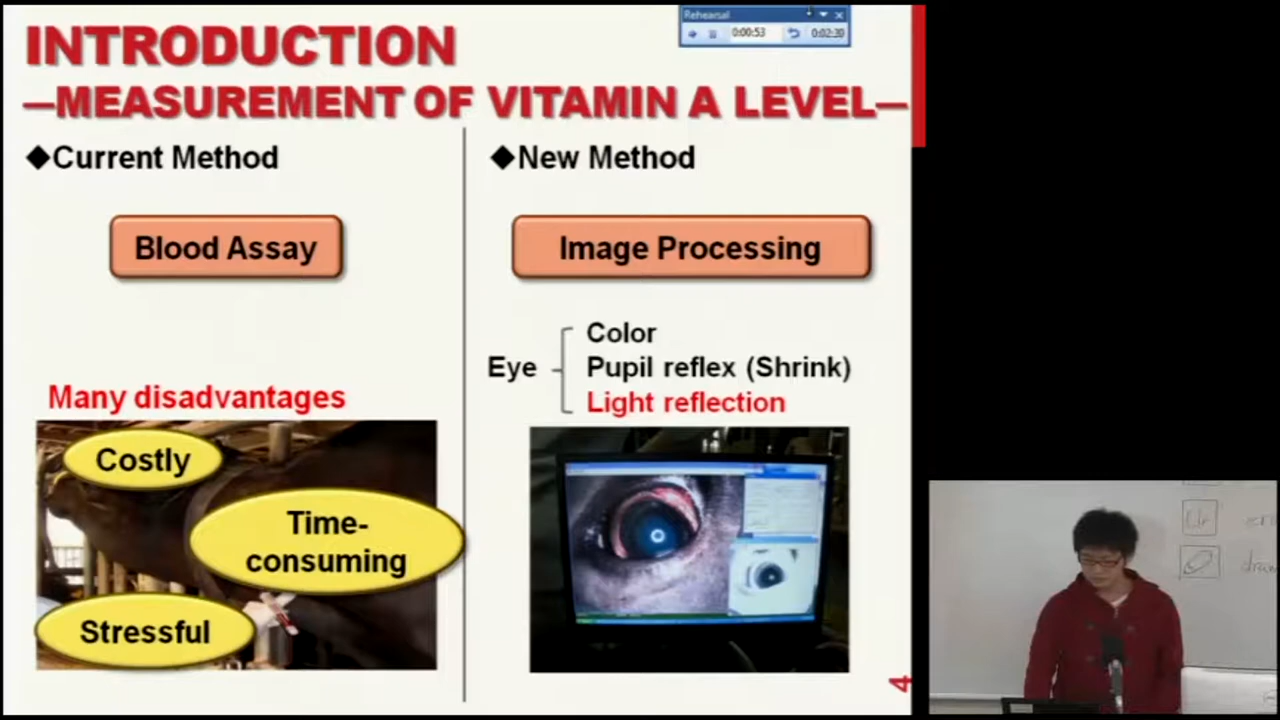 INTRODUCTION
—MEASUREMENT OF VITAMIN A LEVEL—
Rehearsal
0:00:53
0:02:30
◆Current Method
Blood Assay
Many disadvantages
Costly
Time-
consuming
Stressful
◆New Method
Image Processing
Eye
Color
Pupil reflex (Shrink)
Light reflection
4